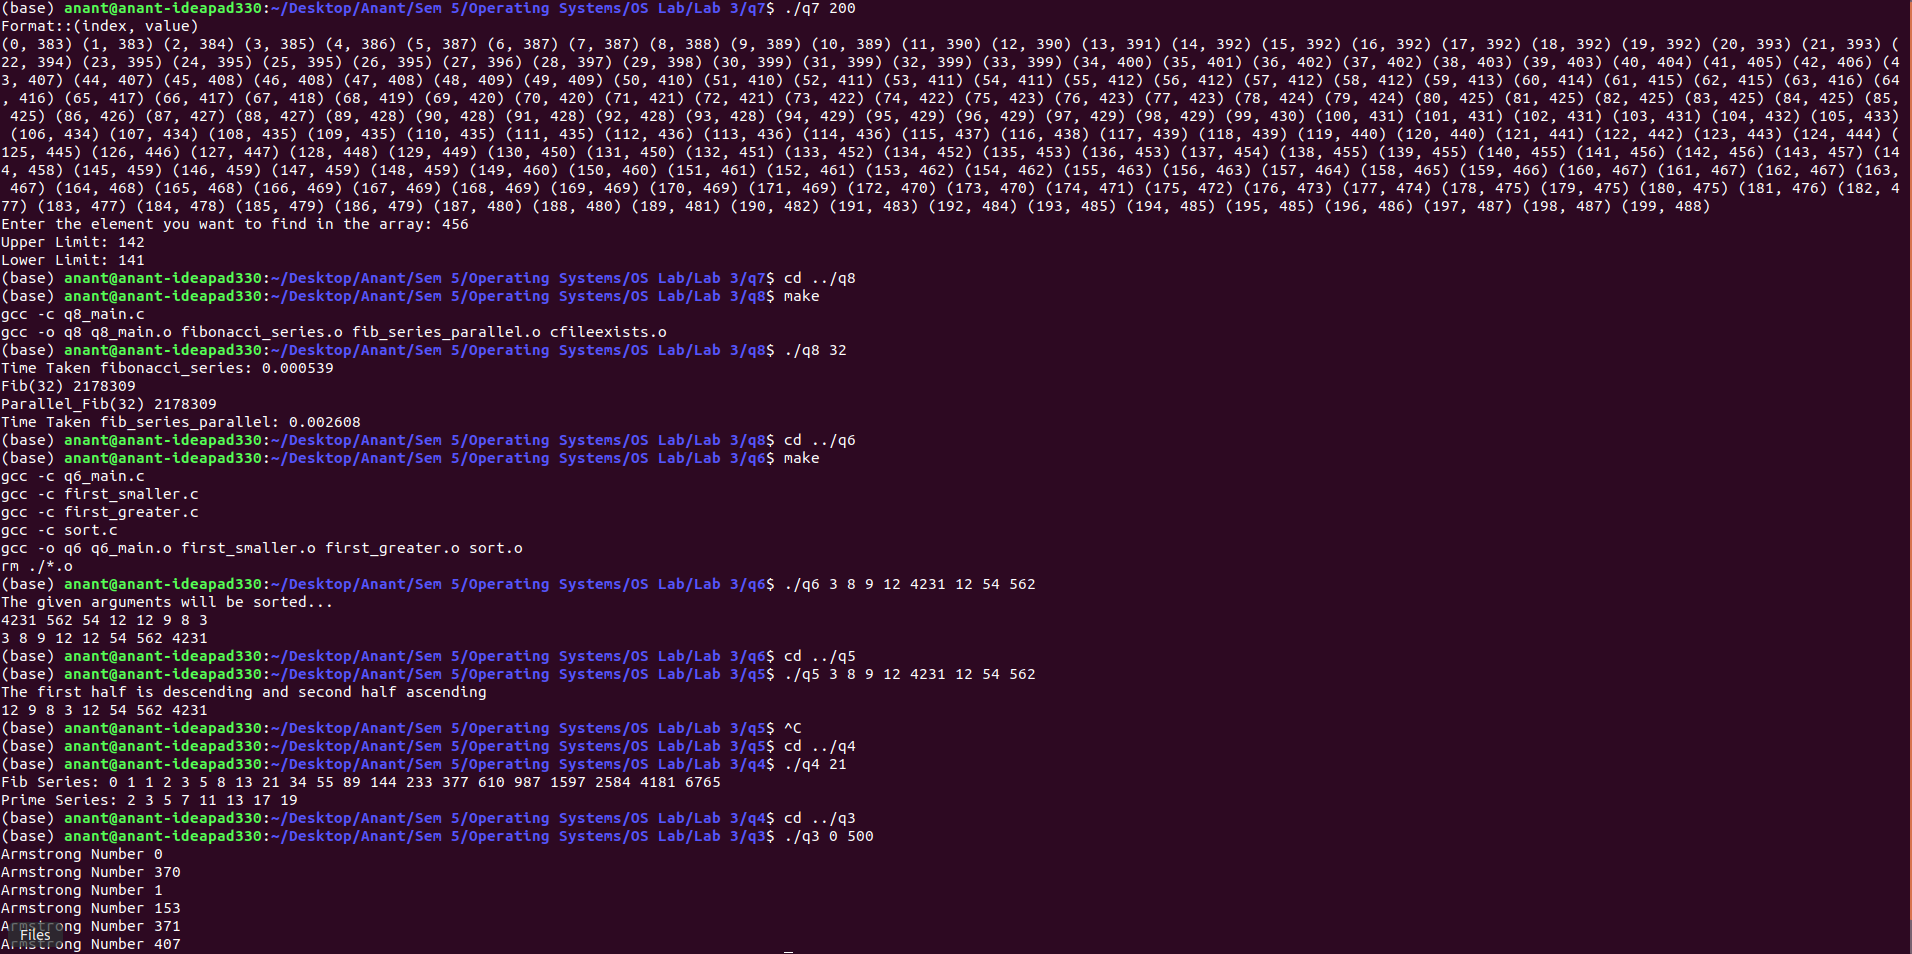 (base) anant@anant-ideapad330:~/Desktop/Anant/Sem 5/Operating Systems/OS Lab/Lab 3/q7$ ./q7 200
Format::(index, value)
(0, 383) (1, 383) (2, 384) (3, 385) (4, 386) (5, 387) (6, 387) (7, 387) (8, 388) (9, 389) (10, 389) (11, 390) (12, 390) (13, 391) (14, 392) (15, 392) (16, 392) (17, 392) (18, 392) (19, 392) (20, 393) (21, 393) (
22, 394) (23, 395) (24, 395) (25, 395) (26, 395) (27, 396) (28, 397) (29, 398) (30, 399) (31, 399) (32, 399) (33, 399) (34, 400) (35, 401) (36, 402) (37, 402) (38, 403) (39, 403) (40, 404) (41, 405) (42, 406) (4
3, 407) (44, 407) (45, 408) (46, 408) (47, 408) (48, 409) (49, 409) (50, 410) (51, 410) (52, 411) (53, 411) (54, 411) (55, 412) (56, 412) (57, 412) (58, 412) (59, 413) (60, 414) (61, 415) (62, 415) (63, 416) (64
, 416) (65, 417) (66, 417) (67, 418) (68, 419) (69, 420) (70, 420) (71, 421) (72, 421) (73, 422) (74, 422) (75, 423) (76, 423) (77, 423) (78, 424) (79, 424) (80, 425) (81, 425) (82, 425) (83, 425) (84, 425) (85,
 425) (86, 426) (87, 427) (88, 427) (89, 428) (90, 428) (91, 428) (92, 428) (93, 428) (94, 429) (95, 429) (96, 429) (97, 429) (98, 429) (99, 430) (100, 431) (101, 431) (102, 431) (103, 431) (104, 432) (105, 433)
 (106, 434) (107, 434) (108, 435) (109, 435) (110, 435) (111, 435) (112, 436) (113, 436) (114, 436) (115, 437) (116, 438) (117, 439) (118, 439) (119, 440) (120, 440) (121, 441) (122, 442) (123, 443) (124, 444) (
125, 445) (126, 446) (127, 447) (128, 448) (129, 449) (130, 450) (131, 450) (132, 451) (133, 452) (134, 452) (135, 453) (136, 453) (137, 454) (138, 455) (139, 455) (140, 455) (141, 456) (142, 456) (143, 457) (14
4, 458) (145, 459) (146, 459) (147, 459) (148, 459) (149, 460) (150, 460) (151, 461) (152, 461) (153, 462) (154, 462) (155, 463) (156, 463) (157, 464) (158, 465) (159, 466) (160, 467) (161, 467) (162, 467) (163,
 467) (164, 468) (165, 468) (166, 469) (167, 469) (168, 469) (169, 469) (170, 469) (171, 469) (172, 470) (173, 470) (174, 471) (175, 472) (176, 473) (177, 474) (178, 475) (179, 475) (180, 475) (181, 476) (182, 4
77) (183, 477) (184, 478) (185, 479) (186, 479) (187, 480) (188, 480) (189, 481) (190, 482) (191, 483) (192, 484) (193, 485) (194, 485) (195, 485) (196, 486) (197, 487) (198, 487) (199, 488)
Enter the element you want to find in the array: 456
Upper Limit: 142
Lower Limit: 141
(base) anant@anant-ideapad330:~/Desktop/Anant/Sem 5/Operating Systems/OS Lab/Lab 3/q7$ cd ../q8
(base) anant@anant-ideapad330:~/Desktop/Anant/Sem 5/Operating Systems/OS Lab/Lab 3/q8$ make
gcc -c q8_main.c
gcc -o q8 q8_main.o fibonacci_series.o fib_series_parallel.o cfileexists.o
(base) anant@anant-ideapad330:~/Desktop/Anant/Sem 5/Operating Systems/OS Lab/Lab 3/q8$ ./q8 32
Time Taken fibonacci_series: 0.000539
Fib(32) 2178309
Parallel_Fib(32) 2178309
Time Taken fib_series_parallel: 0.002608
(base) anant@anant-ideapad330:~/Desktop/Anant/Sem 5/Operating Systems/OS Lab/Lab 3/q8$ cd ../q6
(base) anant@anant-ideapad330:~/Desktop/Anant/Sem 5/Operating Systems/OS Lab/Lab 3/q6$ make
gcc -c q6_main.c
gcc -c first_smaller.c
gcc -c first_greater.c
gcc -c sort.c
gcc -o q6 q6_main.o first_smaller.o first_greater.o sort.o
rm ./*.o
(base) anant@anant-ideapad330:~/Desktop/Anant/Sem 5/Operating Systems/OS Lab/Lab 3/q6$ ./q6 3 8 9 12 4231 12 54 562
The given arguments will be sorted...
4231 562 54 12 12 9 8 3
3 8 9 12 12 54 562 4231
(base) anant@anant-ideapad330:~/Desktop/Anant/Sem 5/Operating Systems/OS Lab/Lab 3/q6$ cd ../q5
(base) anant@anant-ideapad330:~/Desktop/Anant/Sem 5/Operating Systems/OS Lab/Lab 3/q5$ ./q5 3 8 9 12 4231 12 54 562
The first half is descending and second half ascending
12 9 8 3 12 54 562 4231
(base) anant@anant-ideapad330:~/Desktop/Anant/Sem 5/Operating Systems/OS Lab/Lab 3/q5$ ^C
(base) anant@anant-ideapad330:~/Desktop/Anant/Sem 5/Operating Systems/OS Lab/Lab 3/q5$ cd ../q4
(base) anant@anant-ideapad330:~/Desktop/Anant/Sem 5/Operating Systems/OS Lab/Lab 3/q4$ ./q4 21
Fib Series: 0 1 1 2 3 5 8 13 21 34 55 89 144 233 377 610 987 1597 2584 4181 6765
Prime Series: 2 3 5 7 11 13 17 19
(base) anant@anant-ideapad330:~/Desktop/Anant/Sem 5/Operating Systems/OS Lab/Lab 3/q4$ cd ../q3
(base) anant@anant-ideapad330:~/Desktop/Anant/Sem 5/Operating Systems/OS Lab/Lab 3/q3$ ./q3 0 500
Armstrong Number 0
Armstrong Number 370
Armstrong Number 1
Armstrong Number 153
Armstrong Number 371
Files
Armstrong Number 407